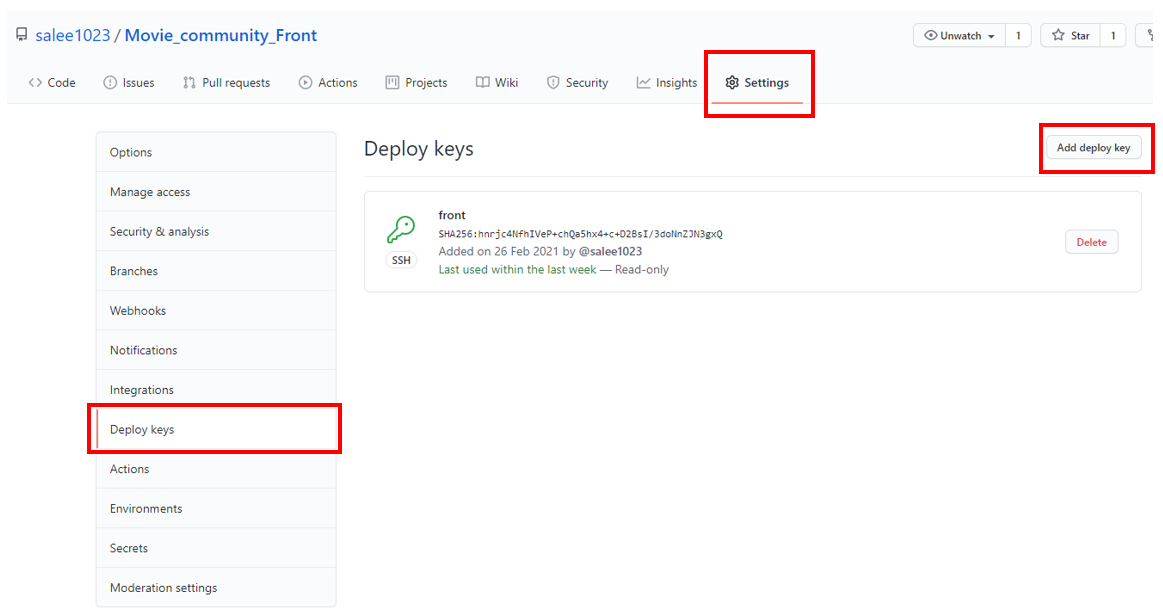 salee1023 / Movie_community_Front
Unwatch 1 Star 1
Code Issues Pull requests Actions Projects Wiki Security Insights Settings
Options
Manage access
Security & analysis
Branches
Webhooks
Notifications
Integrations
Deploy keys
Actions
Environments
Secrets
Moderation settings
Deploy keys
Add deploy key
front
SHA256:hnrjc4NfhIVeP+chQa5hx4+c+D2BsI/3doNnZJN3gxQ
SSH
Added on 26 Feb 2021 by @salee1023
Last used within the last week — Read-only
Delete